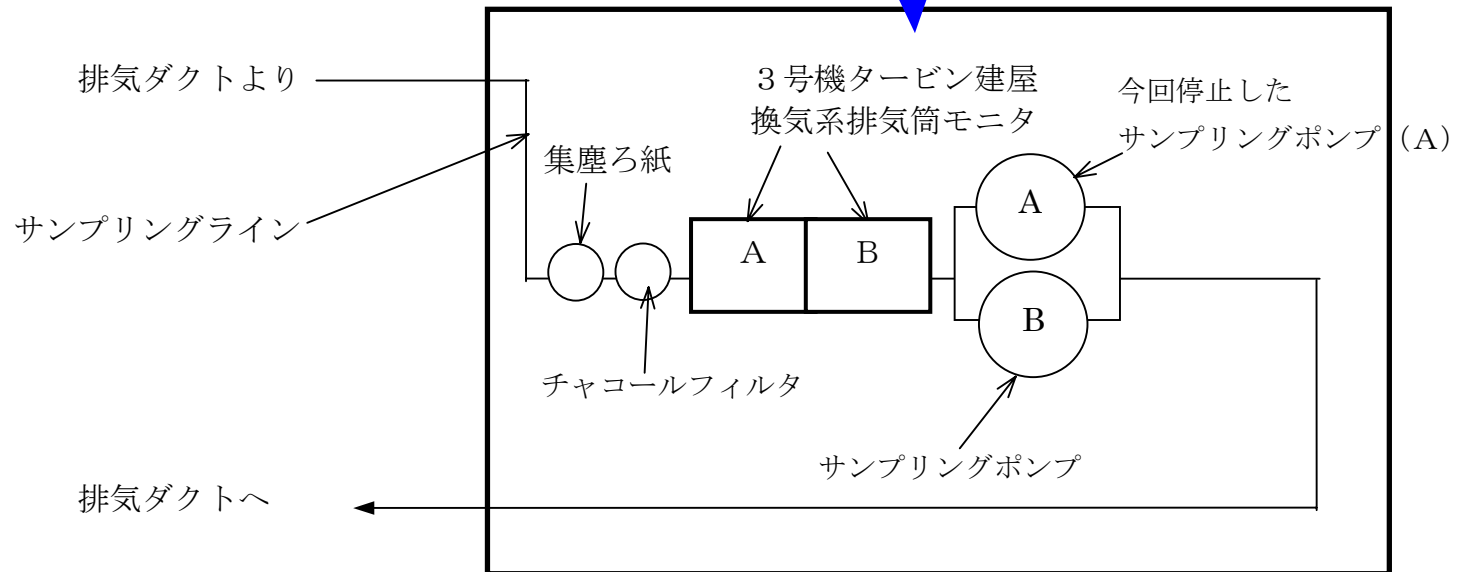 排気ダクトより
3号機タービン建屋
換気系排気筒モニタ
今回停止した
サンプリングポンプ(A)
集塵ろ紙
サンプリングライン
A
B
A
B
チャコールフィルタ
サンプリングポンプ
排気ダクトへ